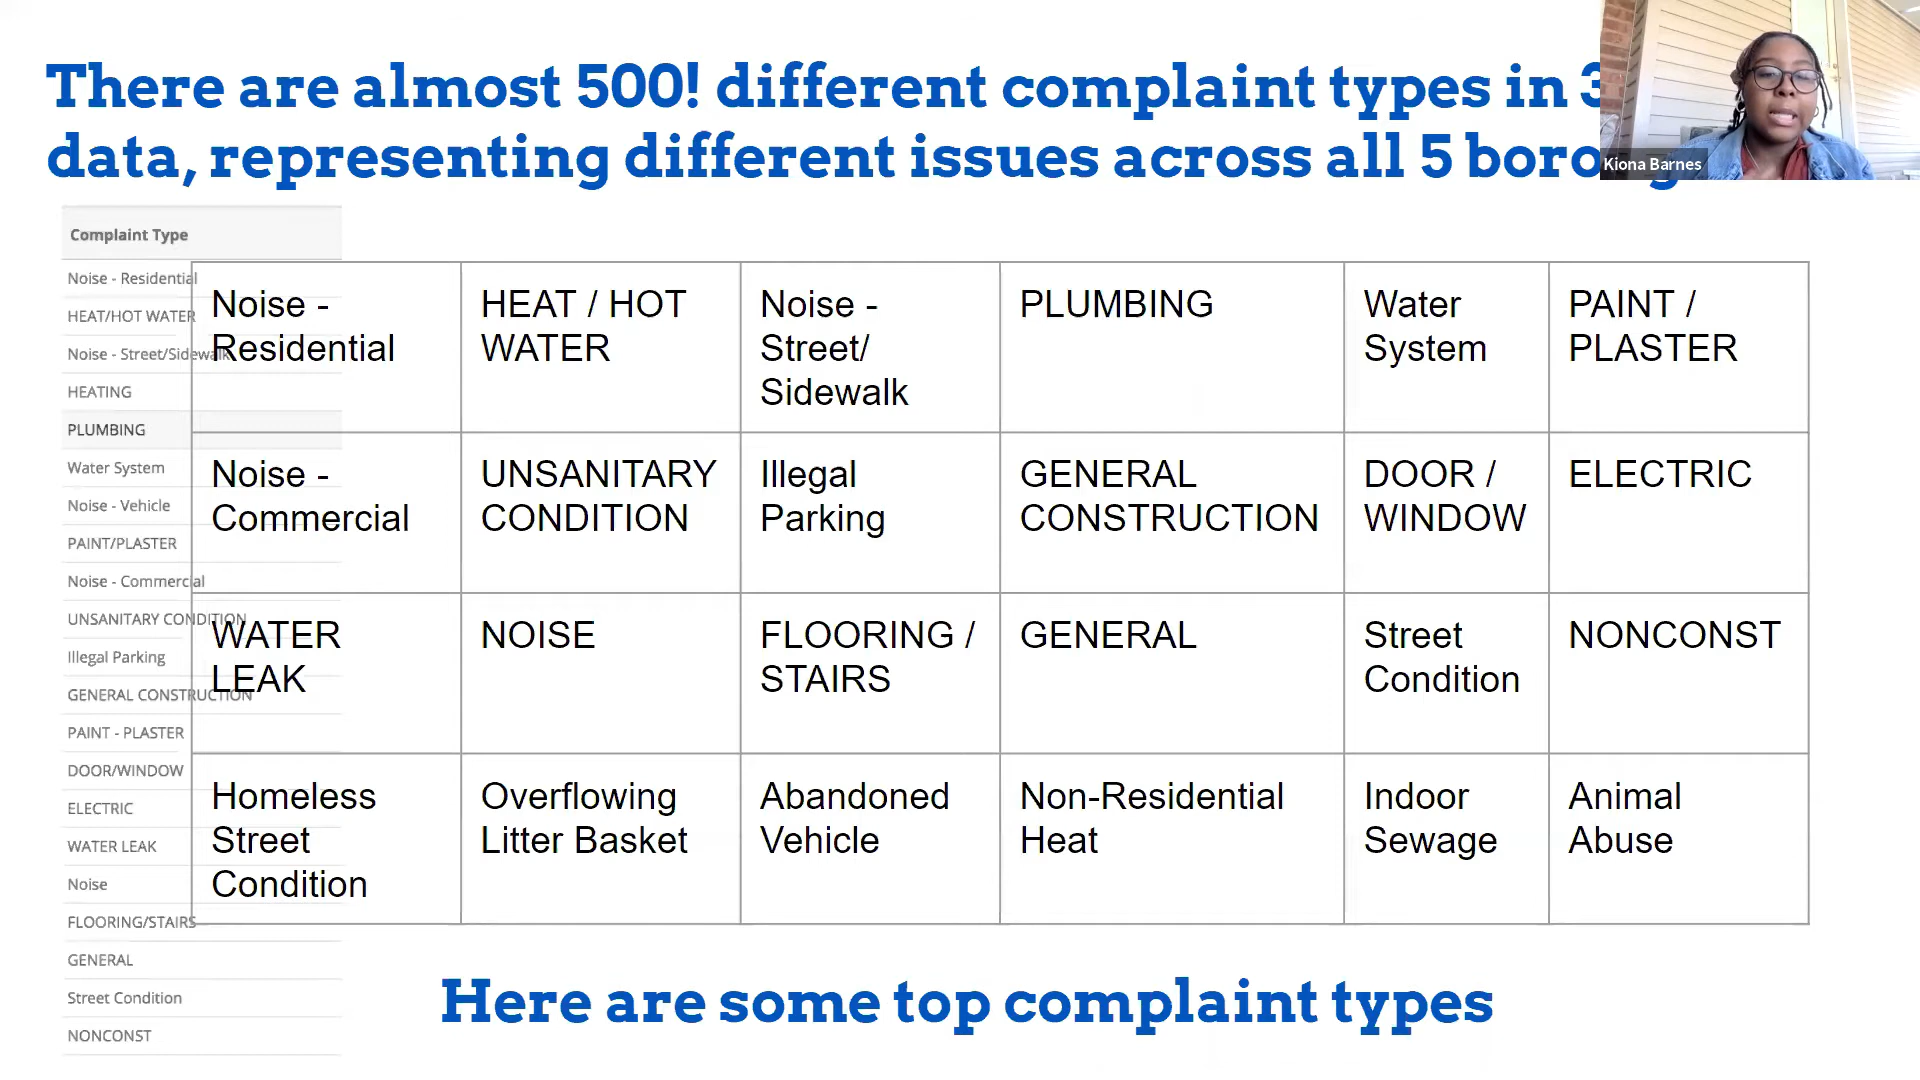 There are almost 500! different complaint types in 3
data, representing different issues across all 5 boro
Kiona Barnes
Complaint Type
Noise - Residential
HEAT/HOT WATER
Noise - Street/Sidewalk
HEATING
PLUMBING
Water System
Noise - Vehicle
PAINT/PLASTER
Noise - Commercial
UNSANITARY CONDITION
Illegal Parking
GENERAL CONSTRUCTION
PAINT - PLASTER
DOOR/WINDOW
ELECTRIC
WATER LEAK
Noise
FLOORING/STAIRS
GENERAL
Street Condition
NONCONST
Noise -
Residential
HEAT / HOT
WATER
Noise -
Street/
Sidewalk
PLUMBING
Water
System
PAINT /
PLASTER
Noise -
Commercial
UNSANITARY
CONDITION
Illegal
Parking
GENERAL
CONSTRUCTION
DOOR /
WINDOW
ELECTRIC
WATER
LEAK
NOISE
FLOORING /
STAIRS
GENERAL
Street
Condition
NONCONST
Homeless
Street
Condition
Overflowing
Litter Basket
Abandoned
Vehicle
Non-Residential
Heat
Indoor
Sewage
Animal
Abuse
Here are some top complaint types